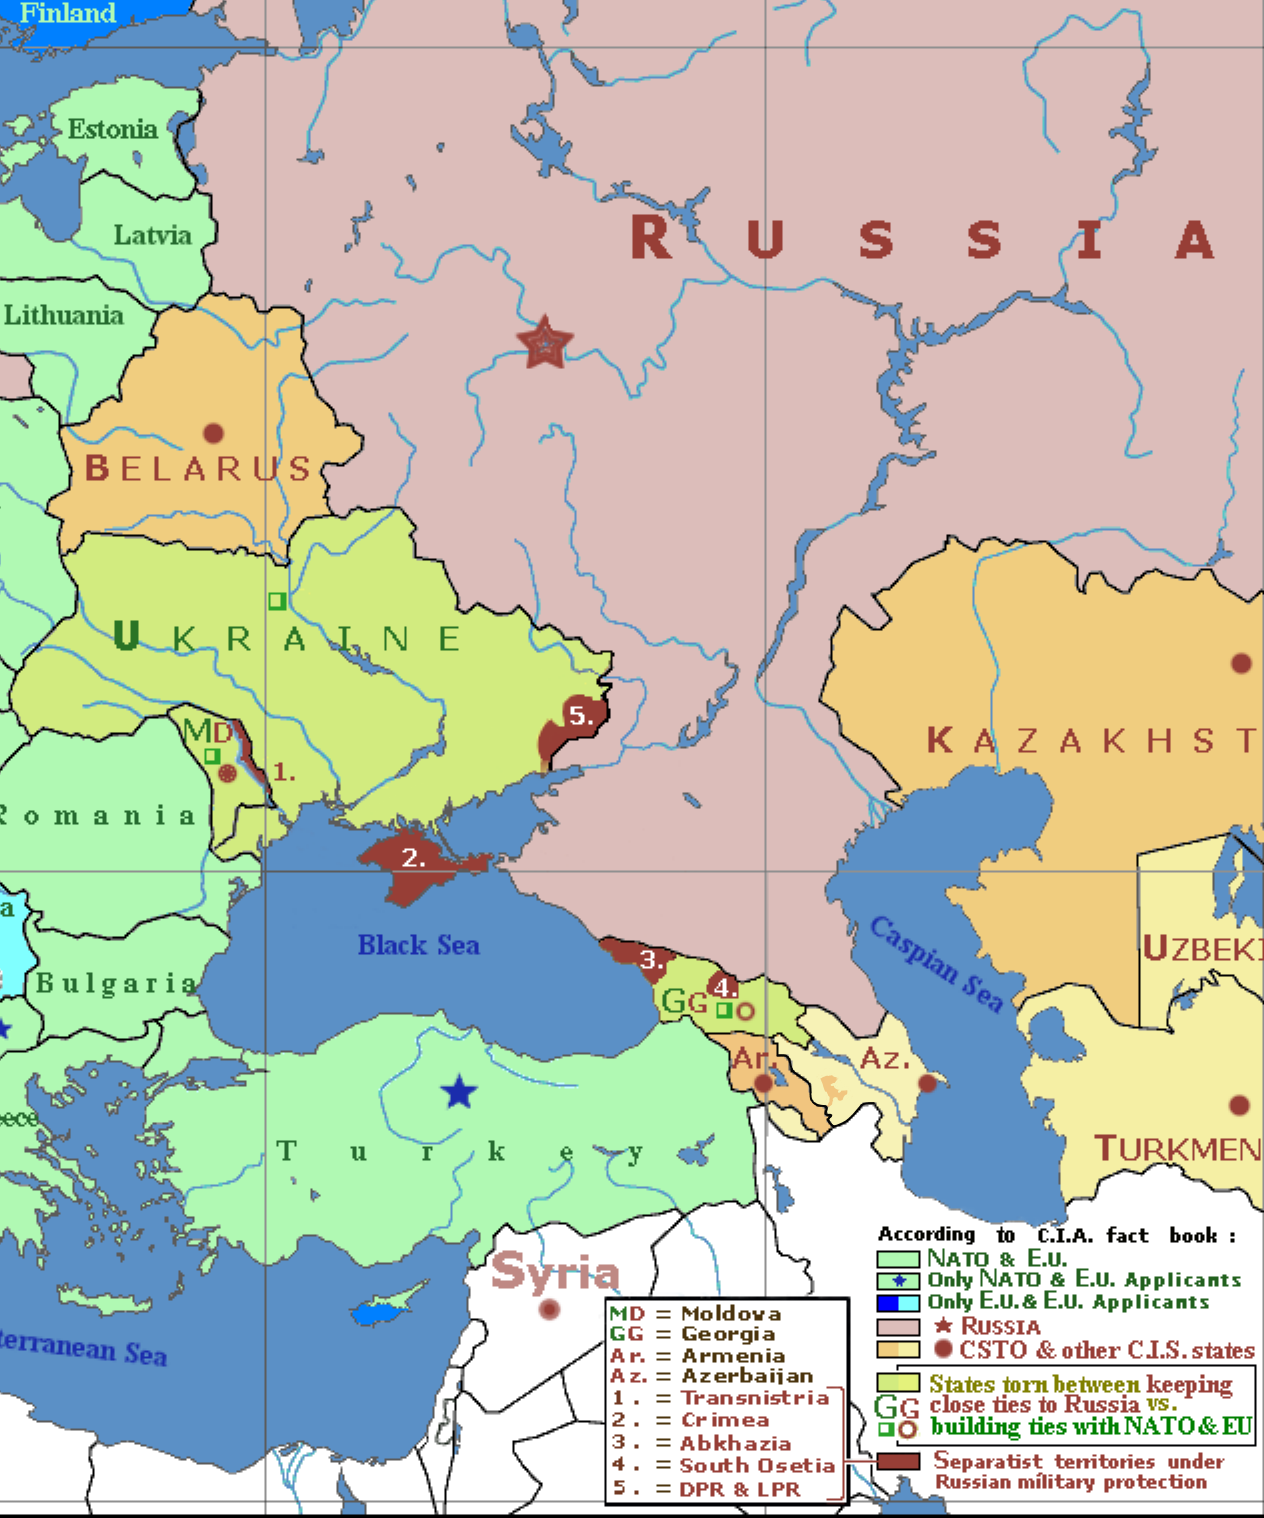 Finland
Estonia
Latvia
RUSSIA
Lithuania
BELARUS
UKRAINE
5.
MD
1.
KAZAKHST
Romania
2.
a
Black Sea
Caspian Sea
UZBEKI
Bulgaria
3.
4.
GG
Ar.
Az.
eece
Turkey
TURKMEN
Syria
terranean Sea
According to C.I.A. fact book :
NATO & E.U.
Only NATO & E.U. Applicants
Only E.U.& E.U. Applicants
RUSSIA
CSTO & other C.I.S. states
States torn between keeping
GG close ties to Russia vs.
building ties with NATO & EU
Separatist territories under
Russian military protection
MD = Moldova
GG = Georgia
Ar. = Armenia
Az. = Azerbaijan
1. = Transnistria
2. = Crimea
3. = Abkhazia
4. = South Osetia
5. = DPR & LPR